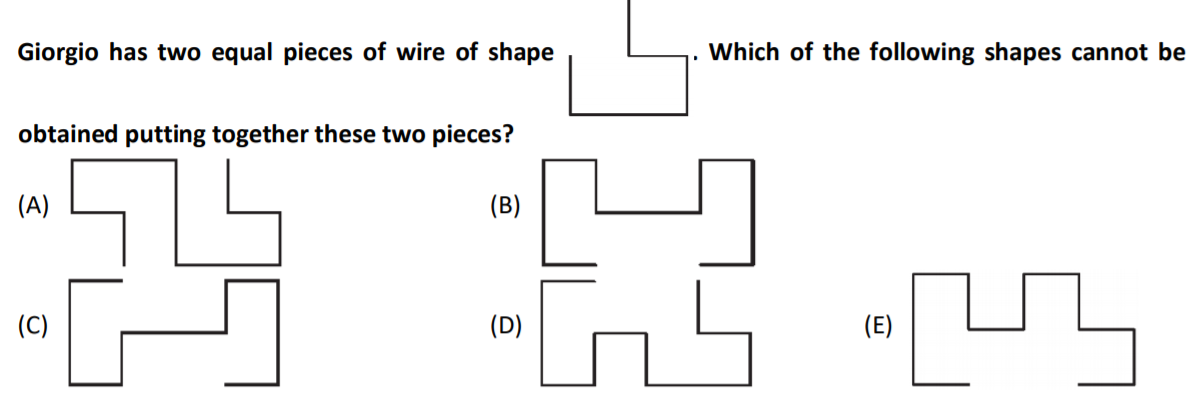 Giorgio has two equal pieces of wire of shape . Which of the following shapes cannot be
obtained putting together these two pieces?
(A) (B)
(C) (D) (E)